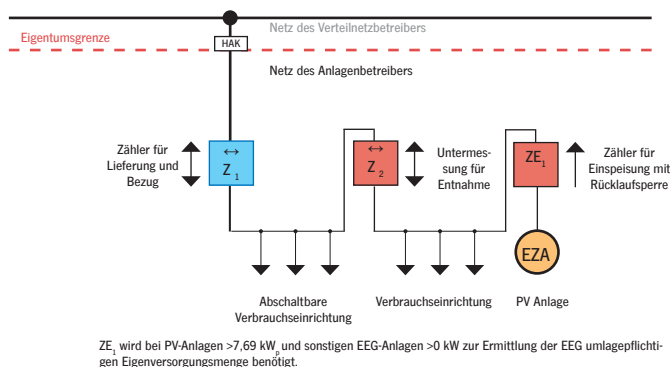 Netz des Verteilnetzbetreibers
Eigentumsgrenze
HAK
Netz des Anlagenbetreibers
Zähler für
Lieferung und
Bezug
↔
Z 1
↔
Z 2
Untermes-
sung für
Entnahme
ZE1
Zähler für
Einspeisung mit
Rücklaufsperre
EZA
Abschaltbare
Verbrauchseinrichtung
Verbrauchseinrichtung
PV Anlage
ZE1 wird bei PV-Anlagen >7,69 kWp und sonstigen EEG-Anlagen >0 kW zur Ermittlung der EEG umlagepflichti-
gen Eigenversorgungsmenge benötigt.